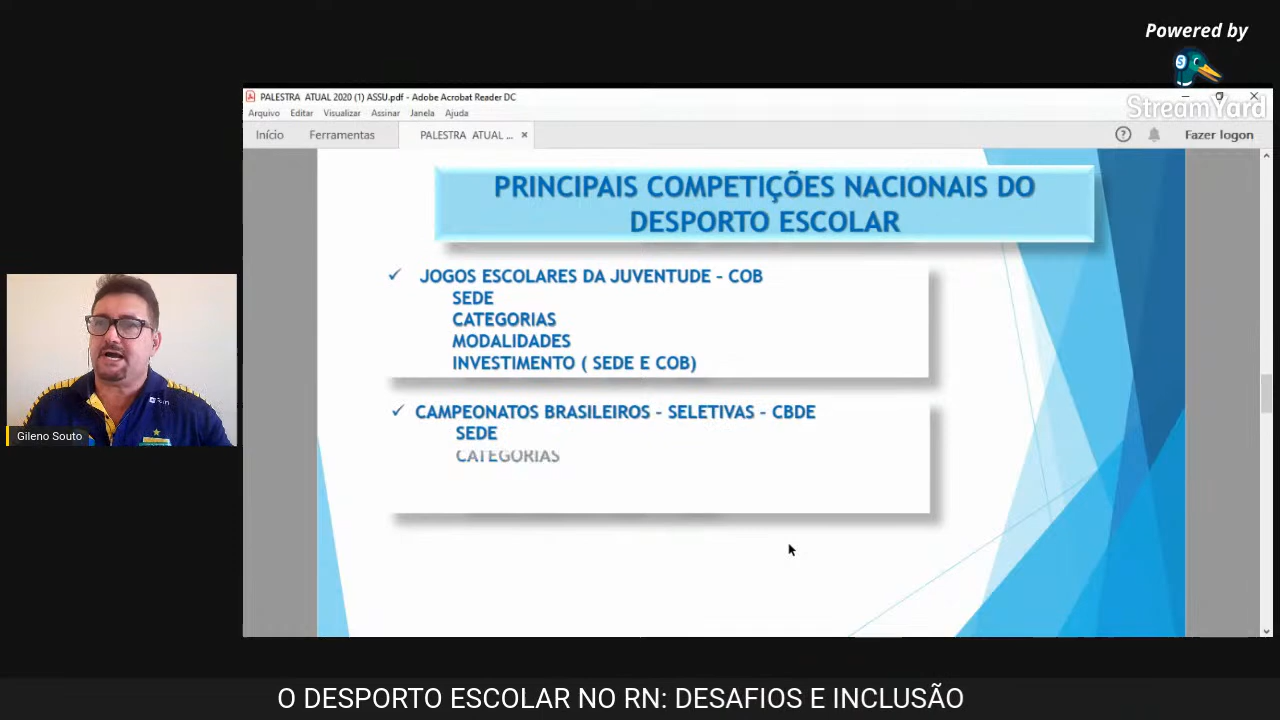 Powered by
S
StreamYard
PALESTRA ATUAL 2020 (1) ASSU.pdf - Adobe Acrobat Reader DC
Arquivo Editar Visualizar Assinar Janela Ajuda
Início Ferramentas PALESTRA ATUAL ... × ? Fazer logon
PRINCIPAIS COMPETIÇÕES NACIONAIS DO
DESPORTO ESCOLAR
✓ JOGOS ESCOLARES DA JUVENTUDE – COB
SEDE
CATEGORIAS
MODALIDADES
INVESTIMENTO ( SEDE E COB)
✓ CAMPEONATOS BRASILEIROS – SELETIVAS – CBDE
SEDE
CATEGORIAS
Gileno Souto
O DESPORTO ESCOLAR NO RN: DESAFIOS E INCLUSÃO